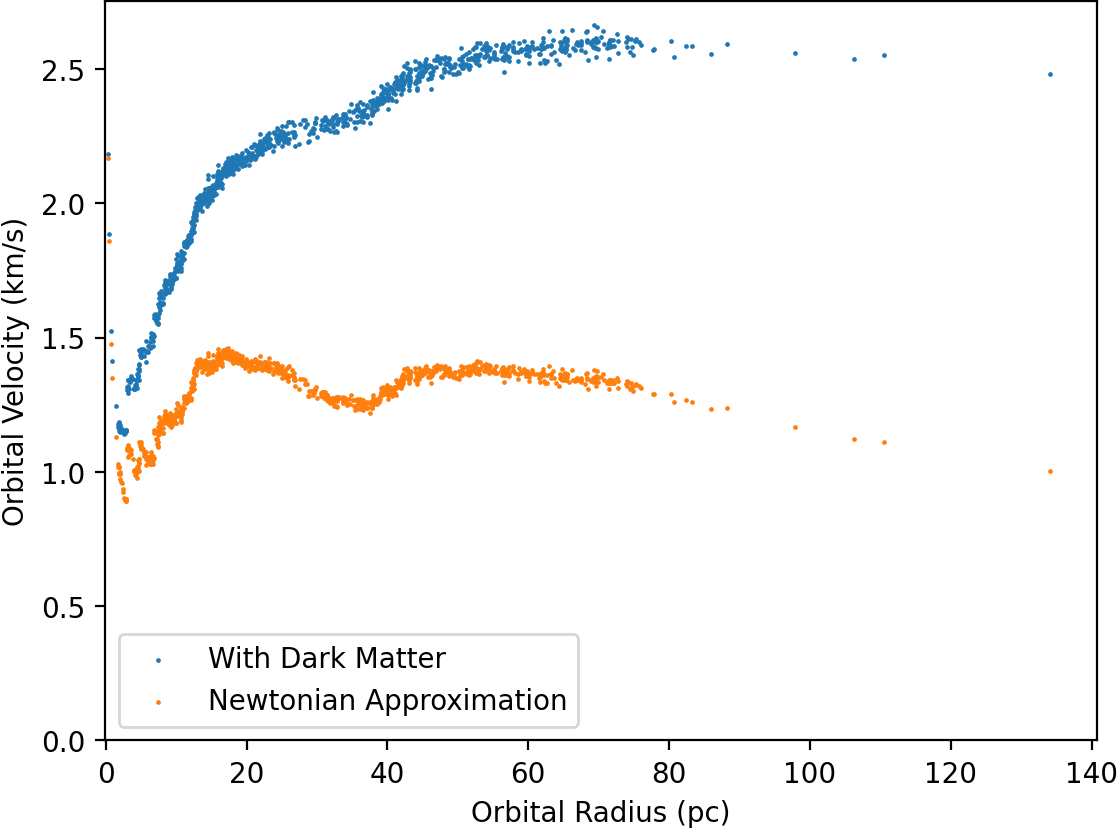 2.5
2.0
1.5
1.0
0.5
0.0
Orbital Velocity (km/s)
With Dark Matter
Newtonian Approximation
0 20 40 60 80 100 120 140
Orbital Radius (pc)